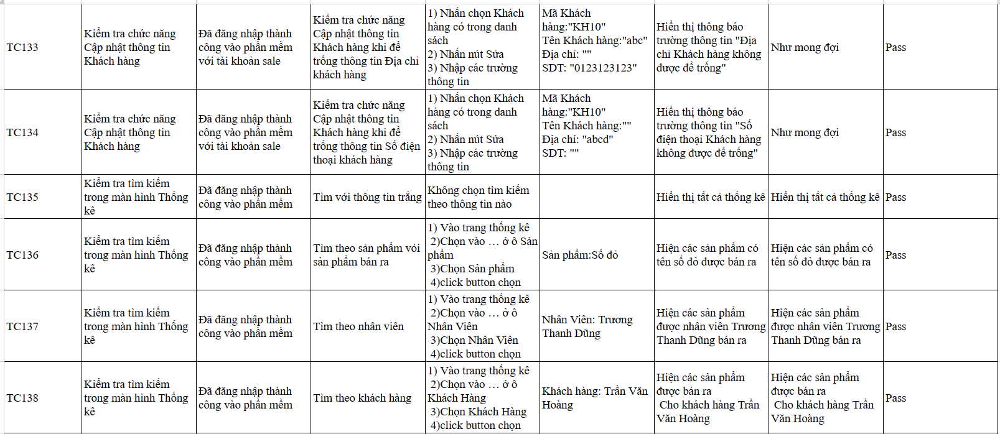 TC133
Kiểm tra chức năng
Cập nhật thông tin
Khách hàng
Đã đăng nhập thành
công vào phần mềm
với tài khoản sale
Kiểm tra chức năng
Cập nhật thông tin
Khách hàng khi để
trống thông tin Địa chỉ
khách hàng
1) Nhấn chọn Khách
hàng có trong danh
sách
2) Nhấn nút Sửa
3) Nhập các trường
thông tin
Mã Khách
hàng:"KH10"
Tên Khách hàng:"abc"
Địa chỉ: ""
SDT: "0123123123"
Hiển thị thông báo
trường thông tin "Địa
chỉ Khách hàng không
được để trống"
Như mong đợi
Pass
TC134
Kiểm tra chức năng
Cập nhật thông tin
Khách hàng
Đã đăng nhập thành
công vào phần mềm
với tài khoản sale
Kiểm tra chức năng
Cập nhật thông tin
Khách hàng khi để
trống thông tin Số điện
thoại khách hàng
1) Nhấn chọn Khách
hàng có trong danh
sách
2) Nhấn nút Sửa
3) Nhập các trường
thông tin
Mã Khách
hàng:"KH10"
Tên Khách hàng:""
Địa chỉ: "abcd"
SDT: ""
Hiển thị thông báo
trường thông tin "Số
điện thoại Khách hàng
không được để trống"
Như mong đợi
Pass
TC135
Kiểm tra tìm kiếm
trong màn hình Thống
kê
Đã đăng nhập thành
công vào phần mềm
Tìm với thông tin trắng
Không chọn tìm kiếm
theo thông tin nào
Hiển thị tất cả thống kê
Hiển thị tất cả thống kê
Pass
TC136
Kiểm tra tìm kiếm
trong màn hình Thống
kê
Đã đăng nhập thành
công vào phần mềm
Tìm theo sản phẩm vói
sản phẩm bán ra
1) Vào trang thống kê
2)Chọn vào … ở ô Sản
phẩm
3)Chọn Sản phẩm
4)click button chọn
Sản phẩm:Số đỏ
Hiện các sản phẩm có
tên số đỏ được bán ra
Hiện các sản phẩm có
tên số đỏ được bán ra
Pass
TC137
Kiểm tra tìm kiếm
trong màn hình Thống
kê
Đã đăng nhập thành
công vào phần mềm
Tìm theo nhân viên
1) Vào trang thống kê
2)Chọn vào … ở ô
Nhân Viên
3)Chọn Nhân Viên
4)click button chọn
Nhân Viên: Trương
Thanh Dũng
Hiện các sản phẩm
được nhân viên Trương
Thanh Dũng bán ra
Hiện các sản phẩm
được nhân viên Trương
Thanh Dũng bán ra
Pass
TC138
Kiểm tra tìm kiếm
trong màn hình Thống
kê
Đã đăng nhập thành
công vào phần mềm
Tìm theo khách hàng
1) Vào trang thống kê
2)Chọn vào … ở ô
Khách Hàng
3)Chọn Khách Hàng
4)click button chọn
Khách hàng: Trần Văn
Hoàng
Hiện các sản phẩm
được bán ra
Cho khách hàng Trần
Văn Hoàng
Hiện các sản phẩm
được bán ra
Cho khách hàng Trần
Văn Hoàng
Pass